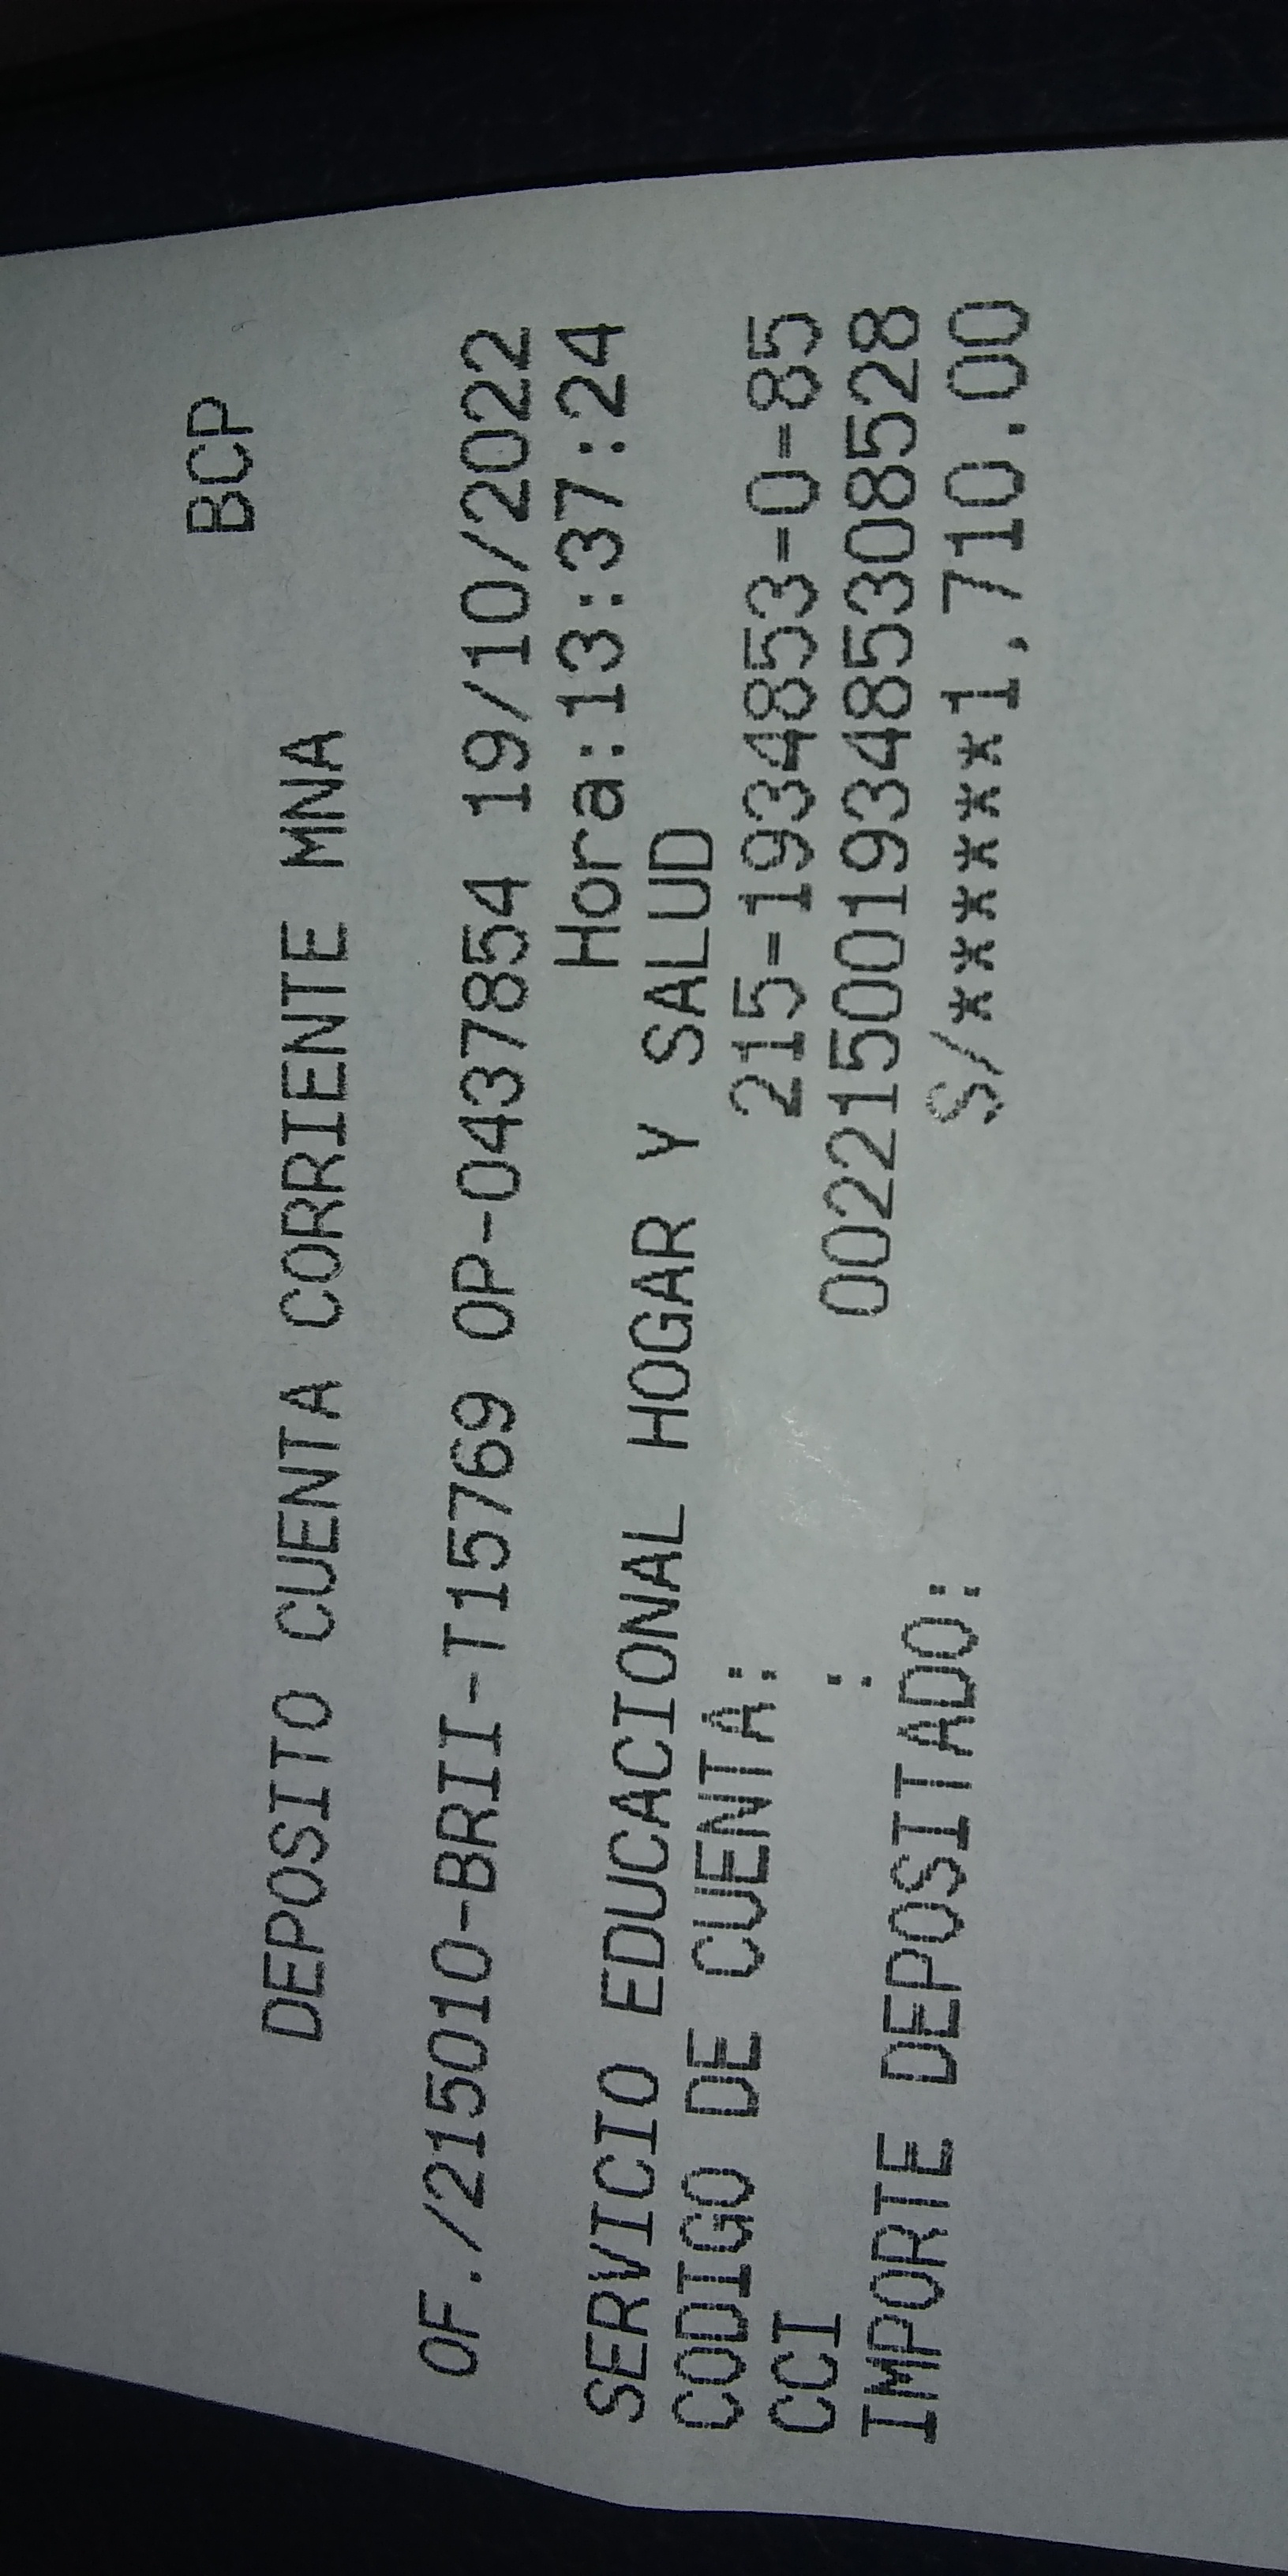 BCP
DEPOSITO CUENTA CORRIENTE MNA
OF./215010-BRII-T15769 OP-0437854 19/10/2022
Hora:13:37:24
SERVICIO EDUCACIONAL HOGAR Y SALUD
CODIGO DE CUENTA: 215-1934853-0-85
CCI : 00221500193485308528
IMPORTE DEPOSITADO: S/******1,710.00